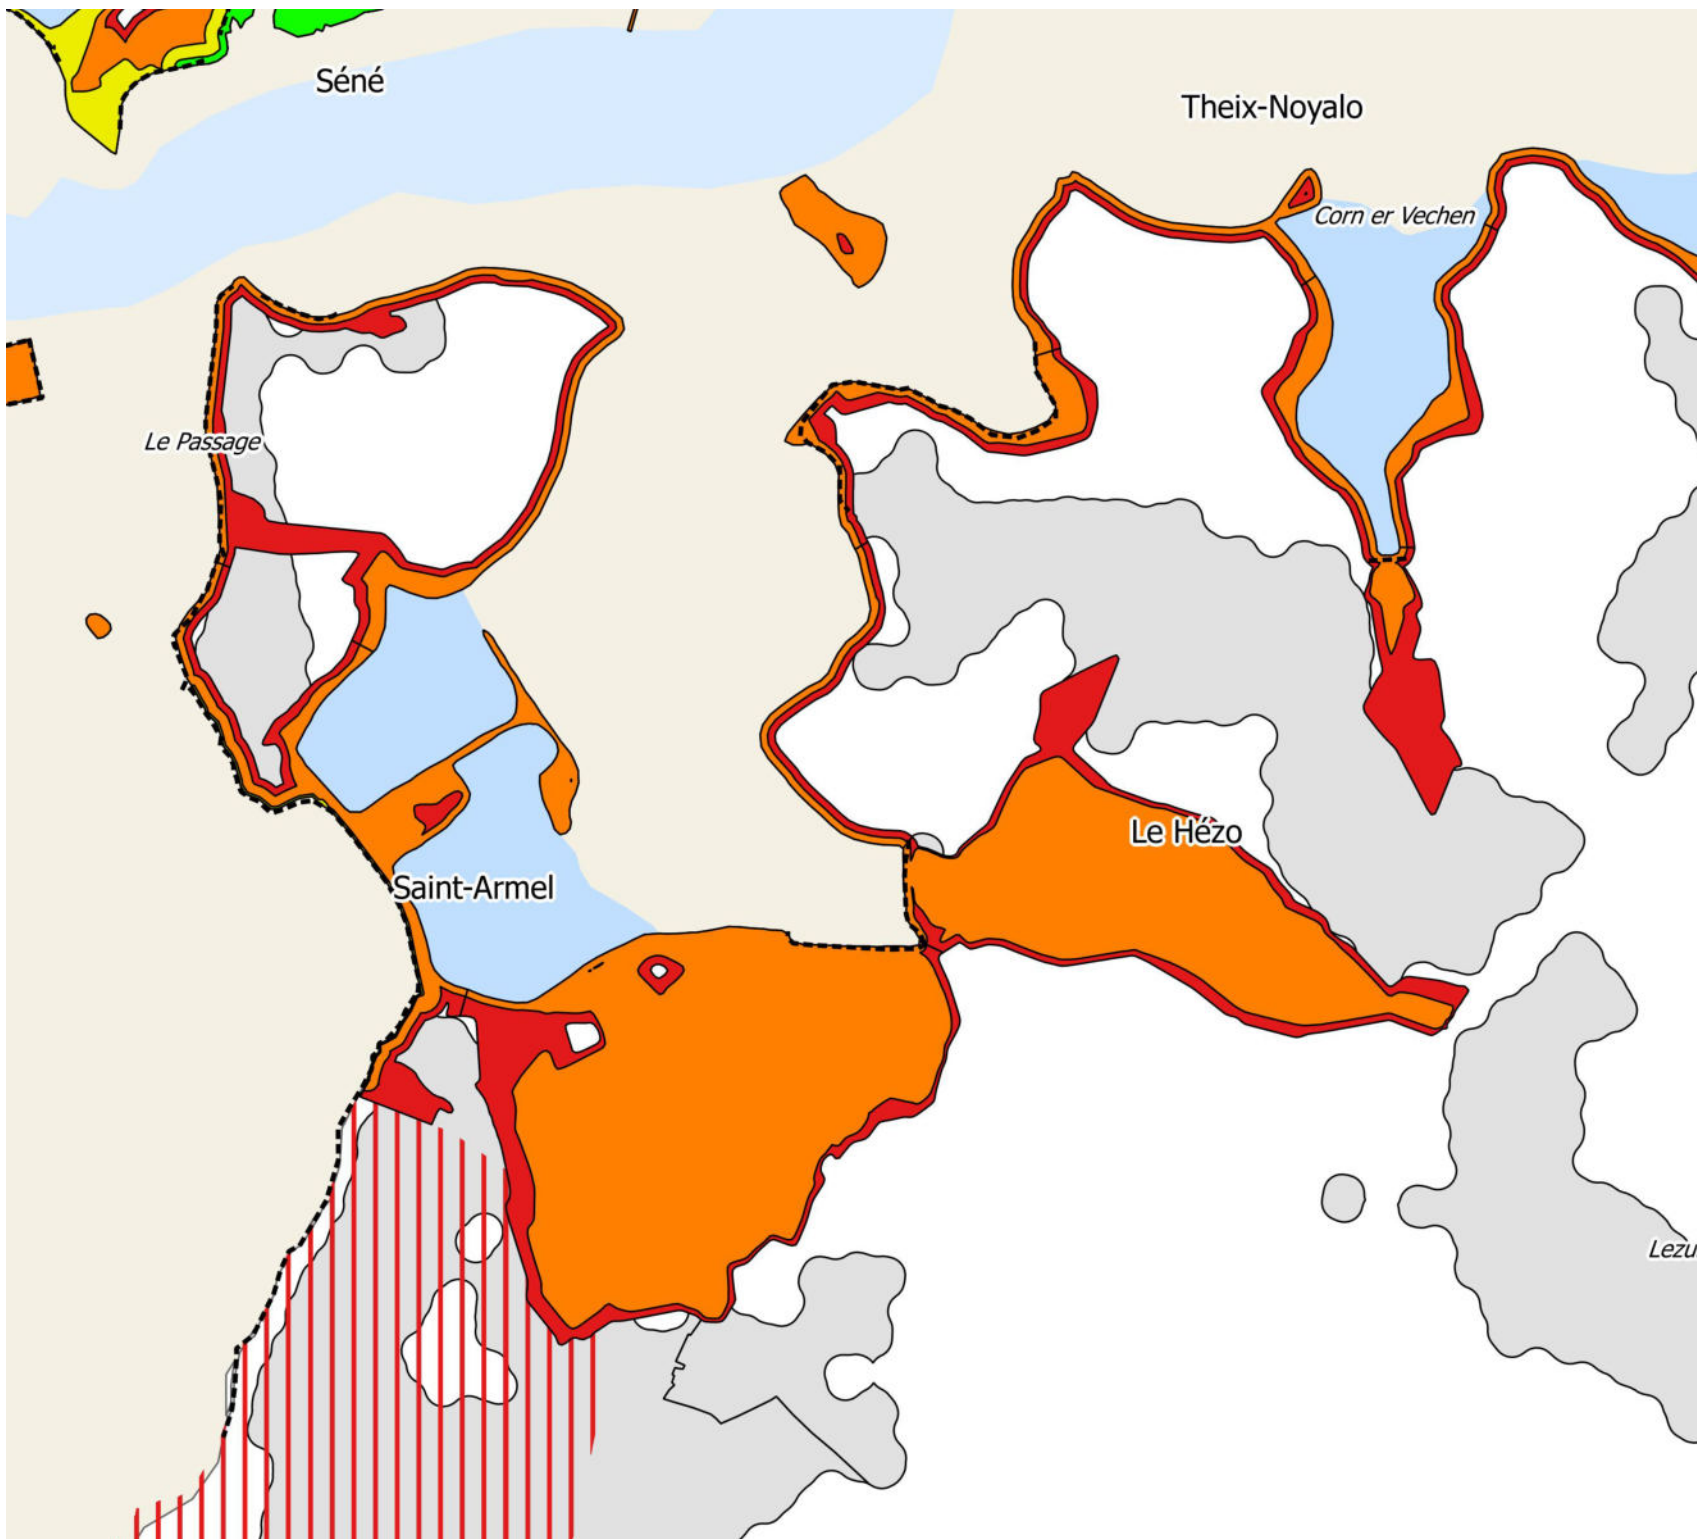 Séné
Theix-Noyalo
Corn er Vechen
Le Passage
Le Hézo
Saint-Armel